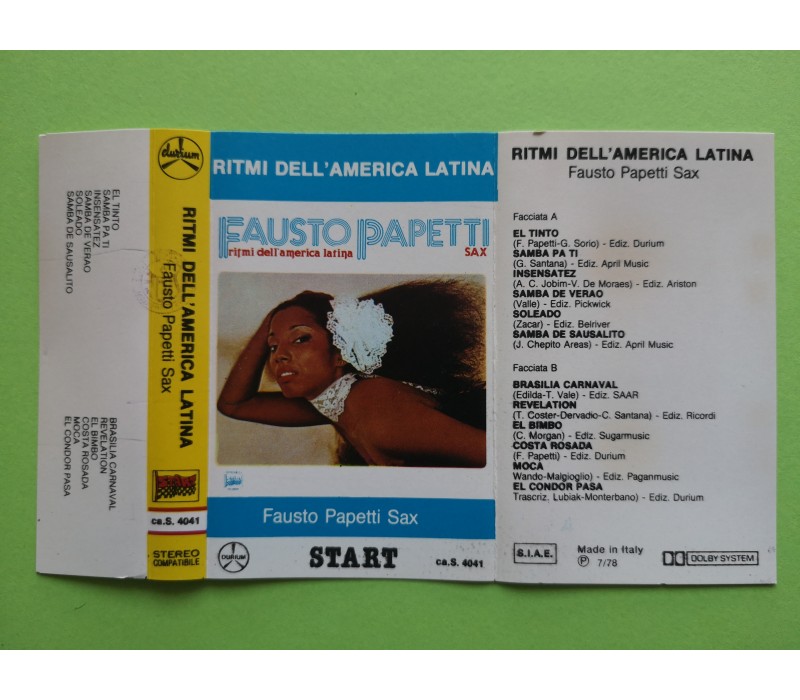 EL TINTO
SAMBA PA TI
INSENSATEZ
SAMBA DE VERAO
SOLEADO
SAMBA DE SAUSALITO
BRASILIA CARNAVAL
REVELATION
EL BIMBO
COSTA ROSADA
MOCA
EL CONDOR PASA
durium
RITMI DELL'AMERICA LATINA
Fausto Papetti Sax
START
ca.S. 4041
STEREO
COMPATIBILE
RITMI DELL'AMERICA LATINA
FAUSTO PAPETTI
ritmi dell'america latina SAX
Fausto Papetti Sax
DURIUM
START
ca.S. 4041
RITMI DELL'AMERICA LATINA
Fausto Papetti Sax
Facciata A
EL TINTO
(F. Papetti-G. Sorio) - Ediz. Durium
SAMBA PA TI
(G. Santana) - Ediz. April Music
INSENSATEZ
(A. C. Jobim-V. De Moraes) - Ediz. Ariston
SAMBA DE VERAO
(Valle) - Ediz. Pickwick
SOLEADO
(Zacar) - Ediz. Belriver
SAMBA DE SAUSALITO
(J. Chepito Areas) - Ediz. April Music
Facciata B
BRASILIA CARNAVAL
(Edilda-T. Vale) - Ediz. SAAR
REVELATION
(T. Coster-Dervadio-C. Santana) - Ediz. Ricordi
EL BIMBO
(C. Morgan) - Ediz. Sugarmusic
COSTA ROSADA
(F. Papetti) - Ediz. Durium
MOCA
Wando-Malgioglio) - Ediz. Paganmusic
EL CONDOR PASA
Trascriz. Lubiak-Monterbano) - Ediz. Durium
S.I.A.E.
Made in Italy
Ⓟ 7/78
DOLBY SYSTEM